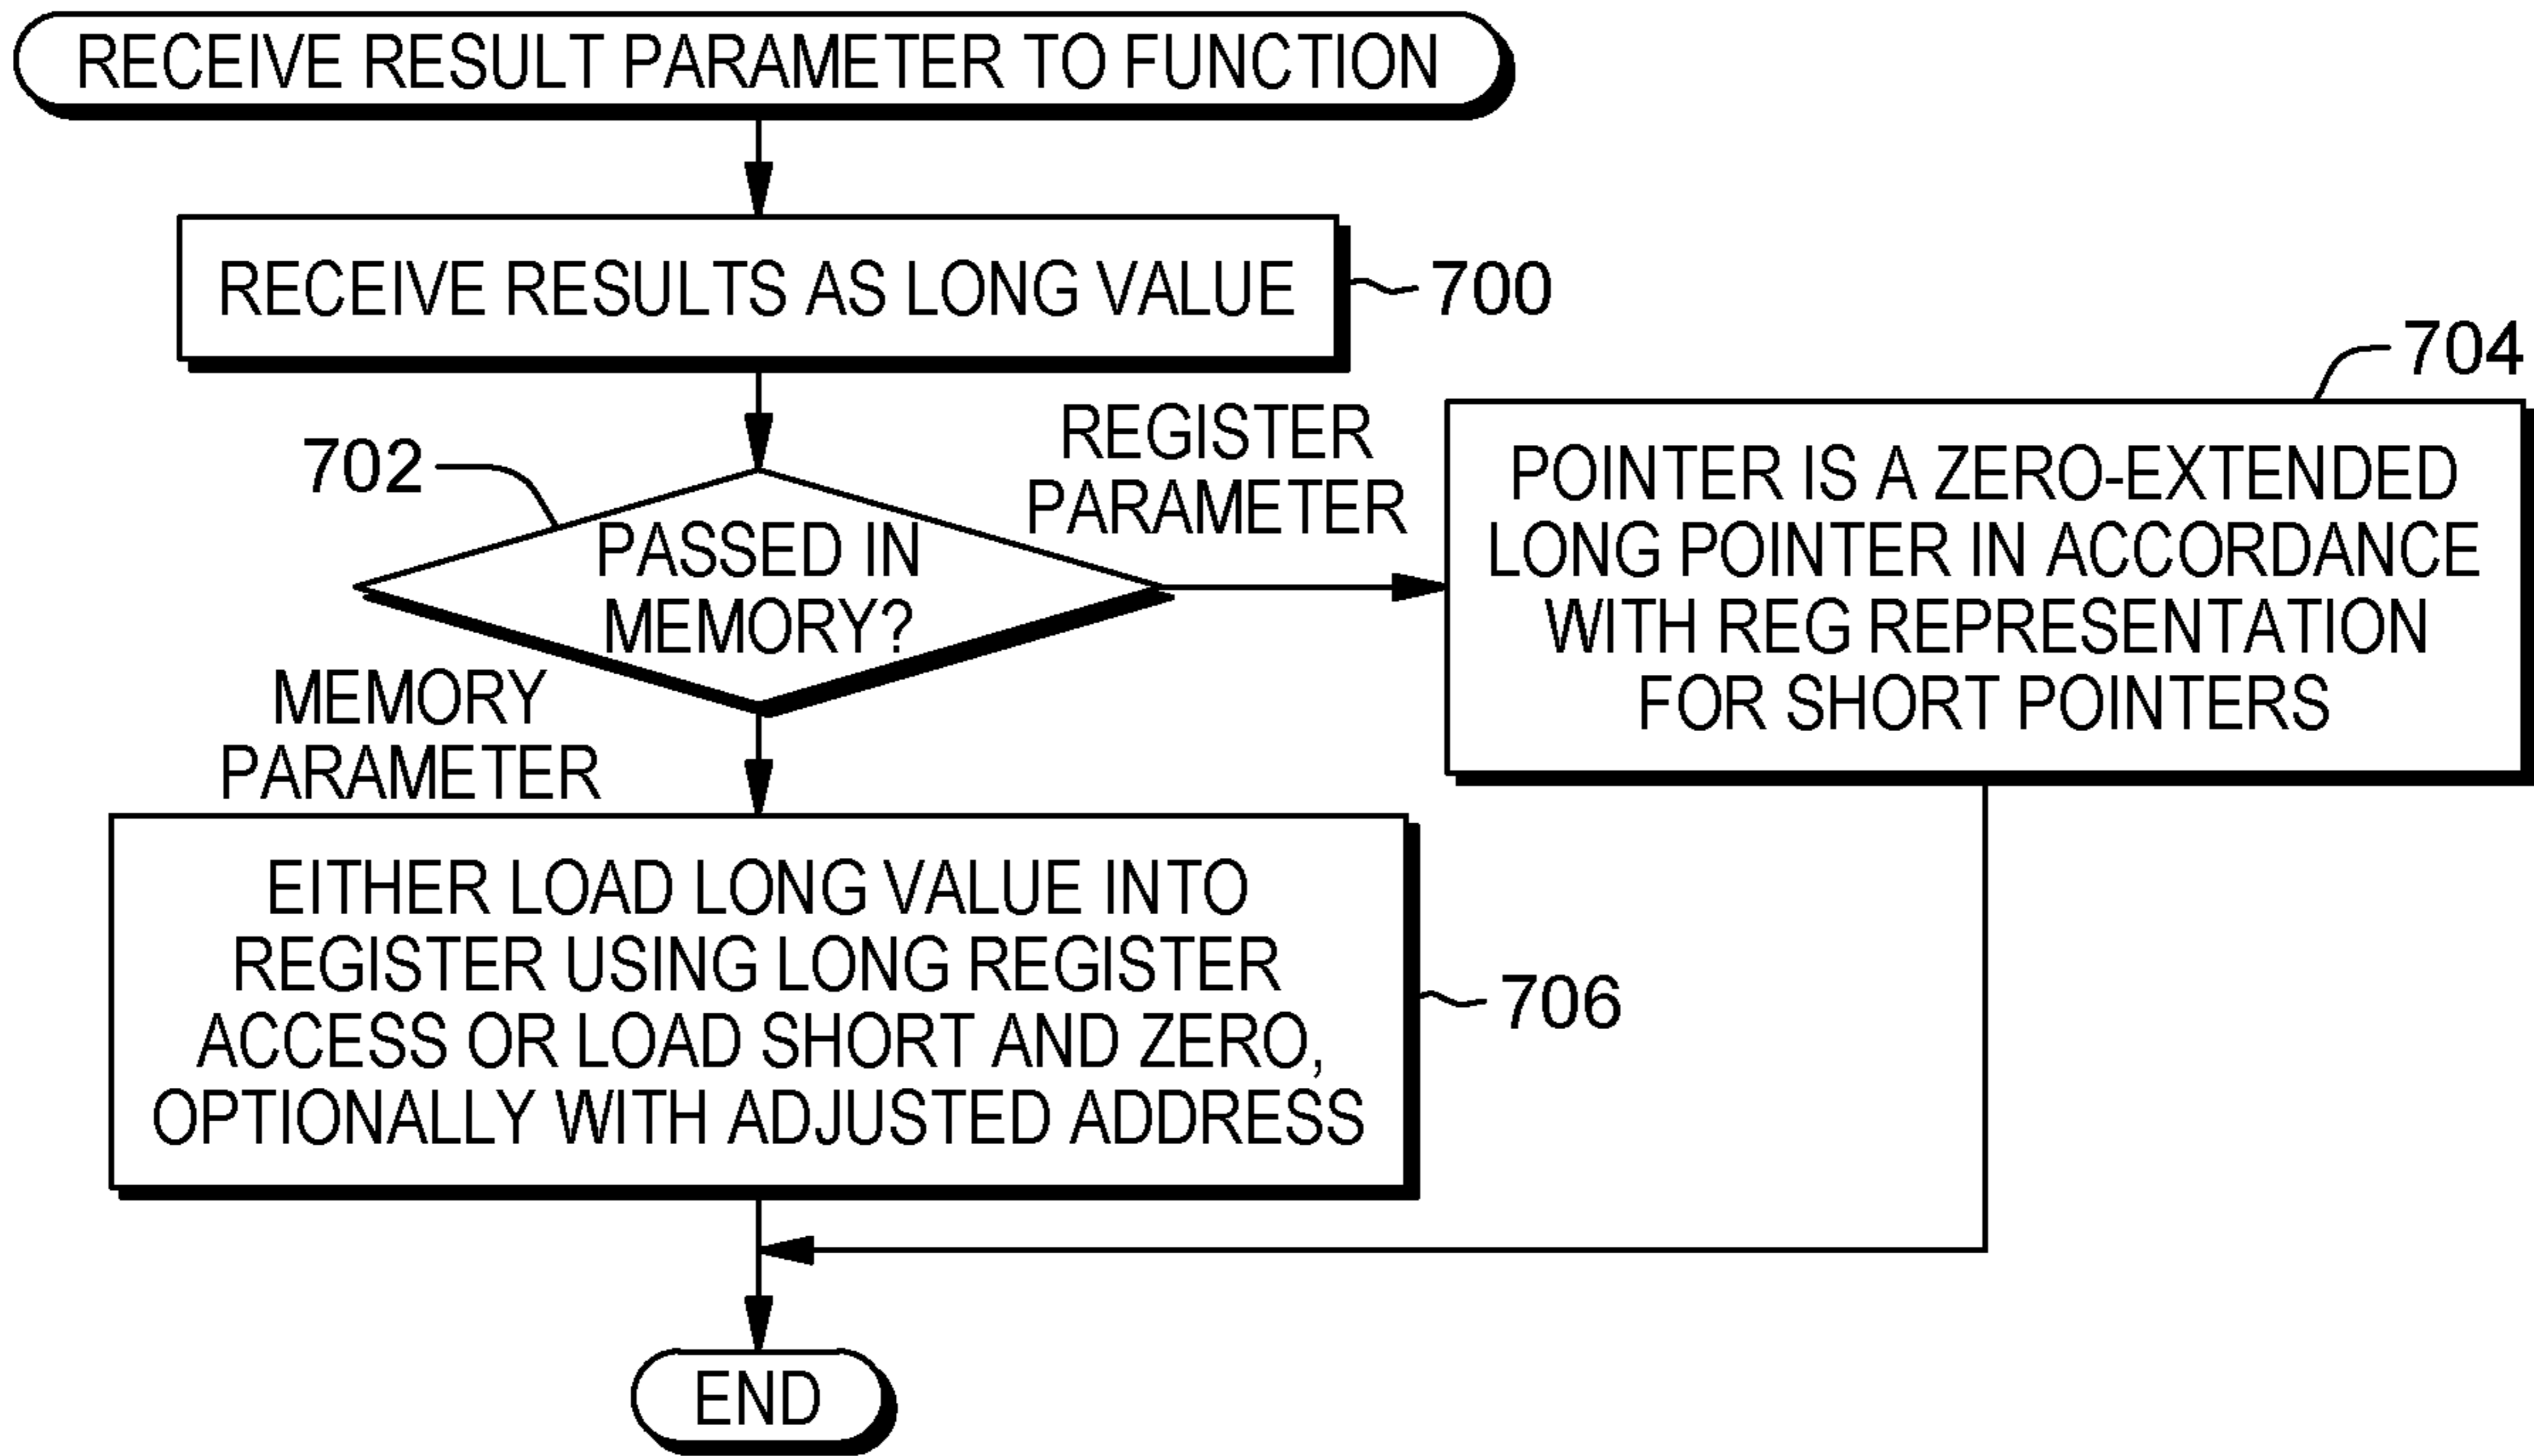 RECEIVE RESULT PARAMETER TO FUNCTION
RECEIVE RESULTS AS LONG VALUE
700
702
PASSED IN
MEMORY?
REGISTER
PARAMETER
704
POINTER IS A ZERO-EXTENDED
LONG POINTER IN ACCORDANCE
WITH REG REPRESENTATION
FOR SHORT POINTERS
MEMORY
PARAMETER
EITHER LOAD LONG VALUE INTO
REGISTER USING LONG REGISTER
ACCESS OR LOAD SHORT AND ZERO,
OPTIONALLY WITH ADJUSTED ADDRESS
706
END